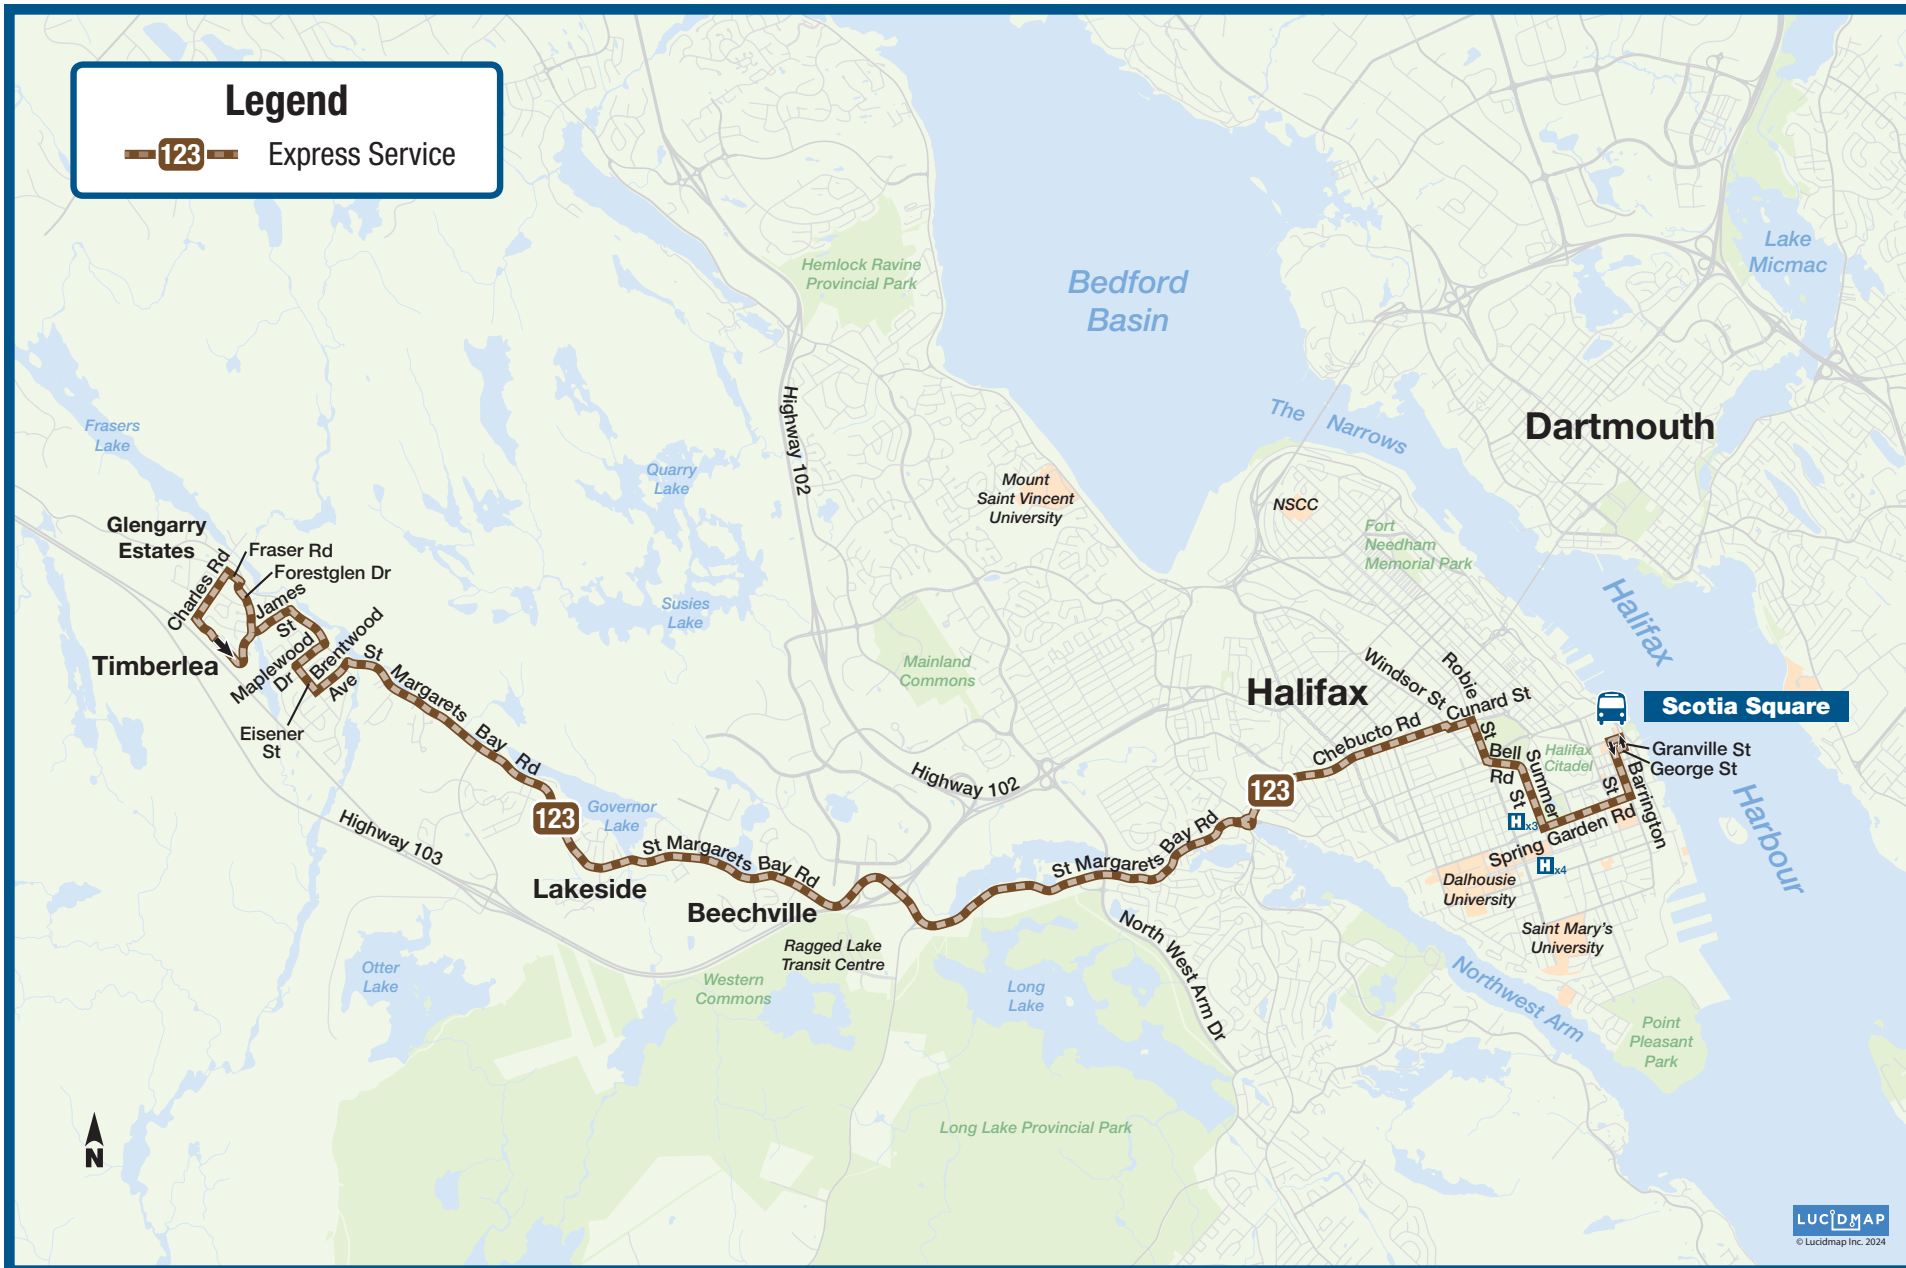 Legend
123
Express Service
Hemlock Ravine
Provincial Park
Bedford
Basin
Lake
Micmac
Highway 102
The Narrows
Dartmouth
Frasers
Lake
Quarry
Lake
Mount
Saint Vincent
University
NSCC
Fort
Needham
Memorial Park
Glengarry
Estates
Fraser Rd
Forestglen Dr
Charles Rd
James
St
Timberlea
Maplewood
Dr
Brentwood
Ave
Eisener
St
Susies
Lake
Mainland
Commons
Halifax
Halifax
Harbour
Windsor St
Robie
St
Cunard St
Chebucto Rd
Bell
Rd
Summer
St
Halifax
Citadel
Scotia Square
Granville St
George St
Barrington
St
Spring Garden Rd
H x3
H x4
St Margarets Bay Rd
123
Governor
Lake
Highway 102
123
Highway 103
St Margarets Bay Rd
St Margarets Bay Rd
Lakeside
Beechville
Ragged Lake
Transit Centre
North West Arm Dr
Dalhousie
University
Saint Mary's
University
Otter
Lake
Western
Commons
Long
Lake
Northwest Arm
Point
Pleasant
Park
Long Lake Provincial Park
N
LUCIDMAP
© Lucidmap Inc. 2024